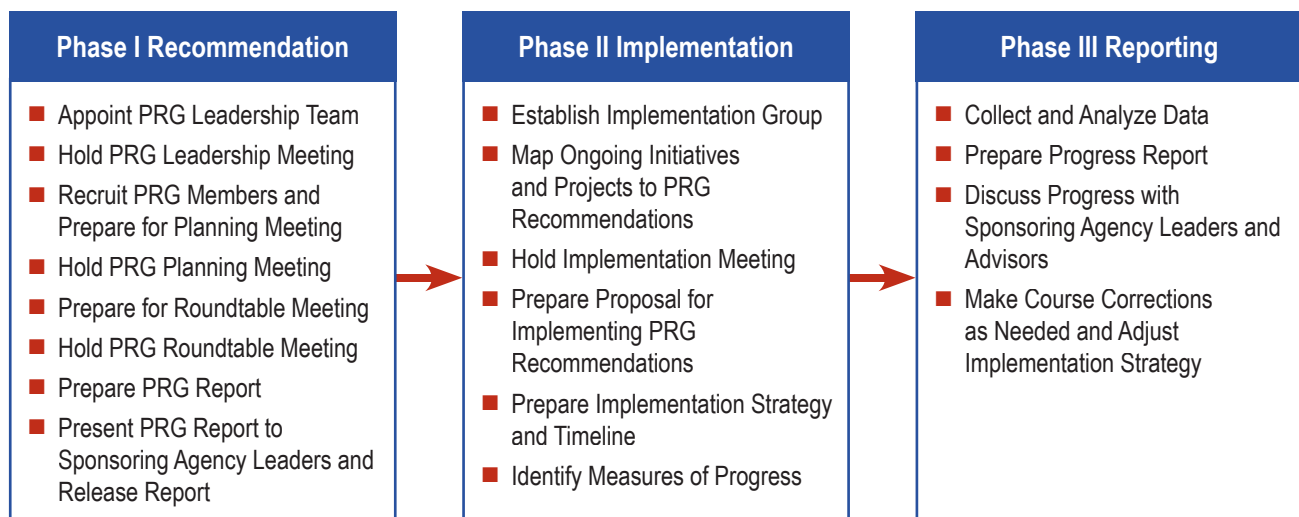 Phase I Recommendation
Appoint PRG Leadership Team
Hold PRG Leadership Meeting
Recruit PRG Members and
Prepare for Planning Meeting
Hold PRG Planning Meeting
Prepare for Roundtable Meeting
Hold PRG Roundtable Meeting
Prepare PRG Report
Present PRG Report to
Sponsoring Agency Leaders and
Release Report
Phase II Implementation
Establish Implementation Group
Map Ongoing Initiatives
and Projects to PRG
Recommendations
Hold Implementation Meeting
Prepare Proposal for
Implementing PRG
Recommendations
Prepare Implementation Strategy
and Timeline
Identify Measures of Progress
Phase III Reporting
Collect and Analyze Data
Prepare Progress Report
Discuss Progress with
Sponsoring Agency Leaders and
Advisors
Make Course Corrections
as Needed and Adjust
Implementation Strategy